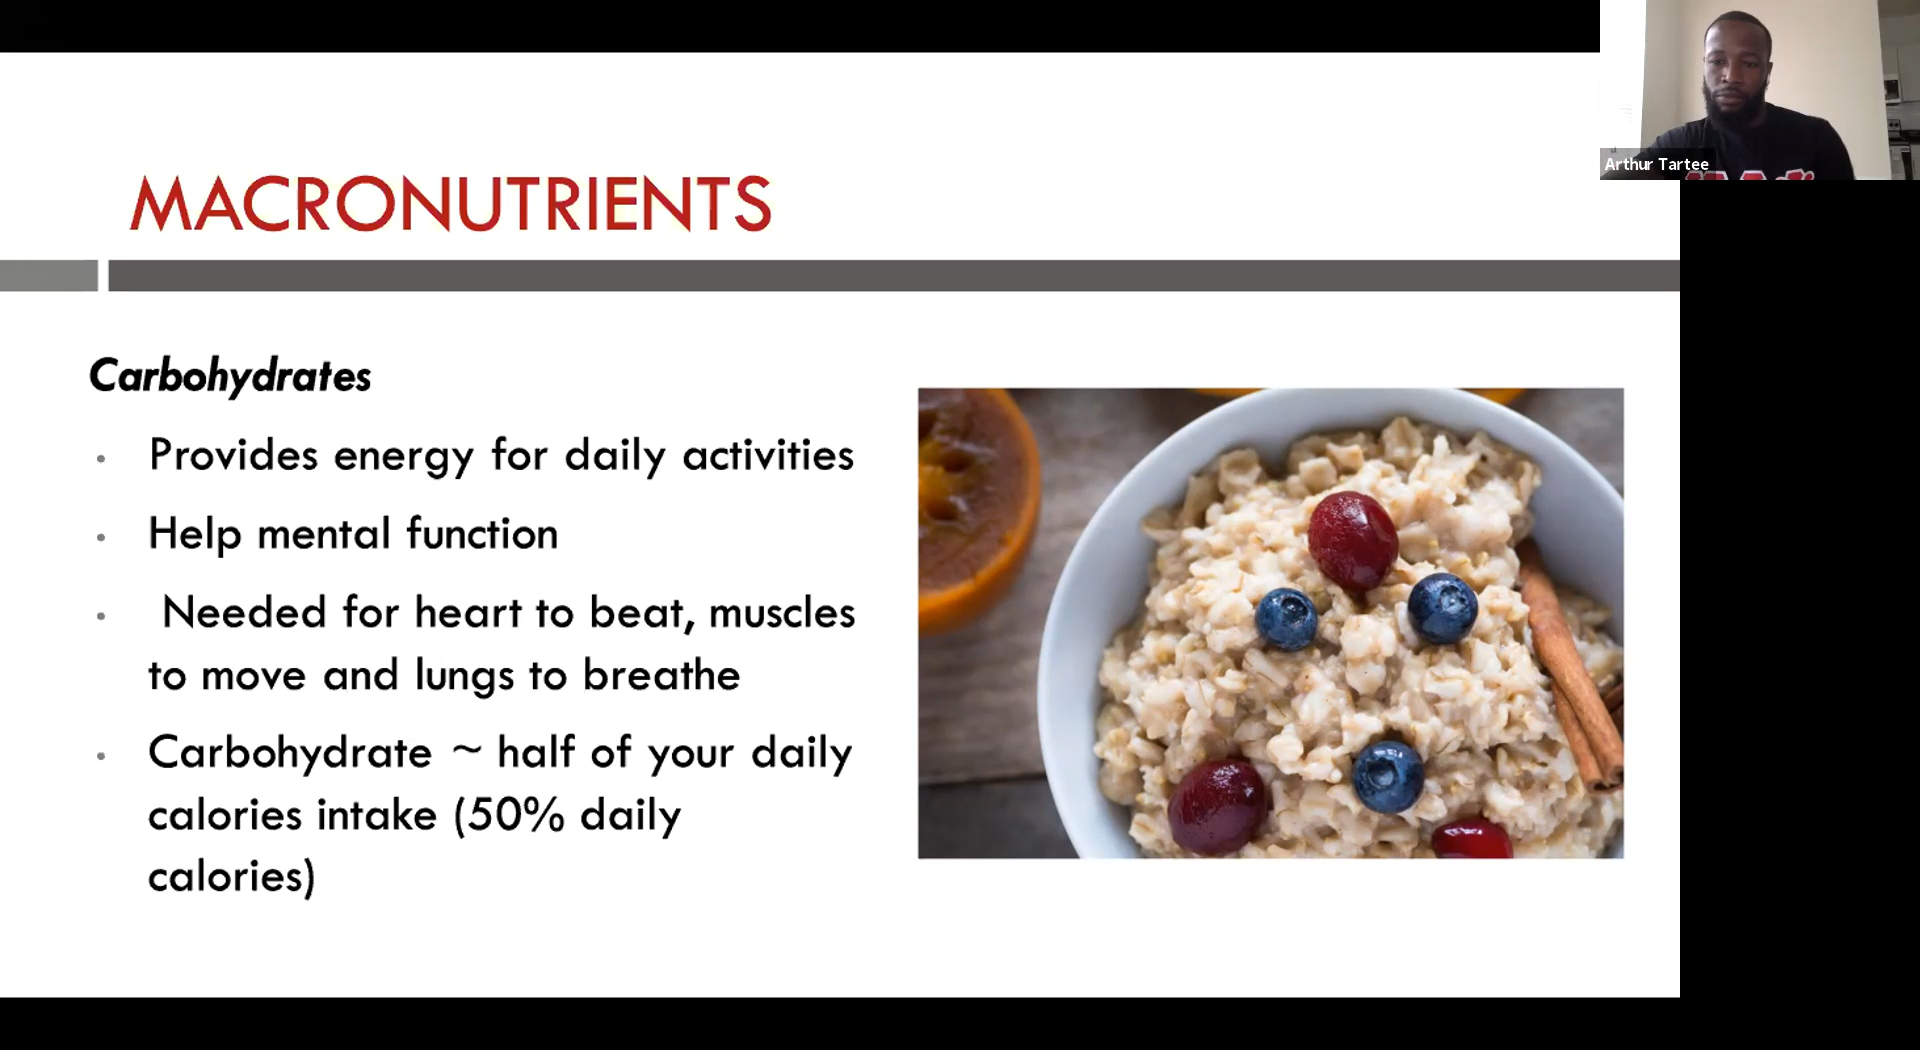 MACRONUTRIENTS
Carbohydrates
• Provides energy for daily activities
• Help mental function
• Needed for heart to beat, muscles
to move and lungs to breathe
• Carbohydrate ~ half of your daily
calories intake (50% daily
calories)
Arthur Tartee